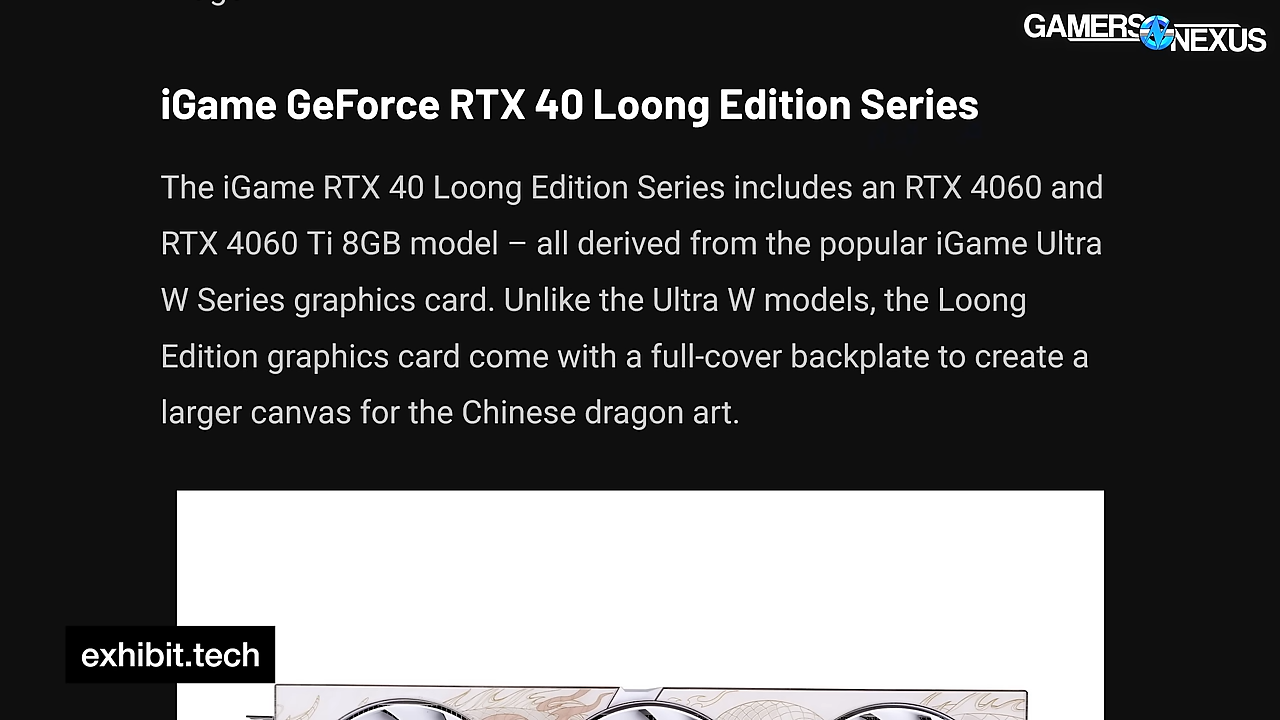 GAMERS NEXUS
iGame GeForce RTX 40 Loong Edition Series
The iGame RTX 40 Loong Edition Series includes an RTX 4060 and
RTX 4060 Ti 8GB model – all derived from the popular iGame Ultra
W Series graphics card. Unlike the Ultra W models, the Loong
Edition graphics card come with a full-cover backplate to create a
larger canvas for the Chinese dragon art.
exhibit.tech